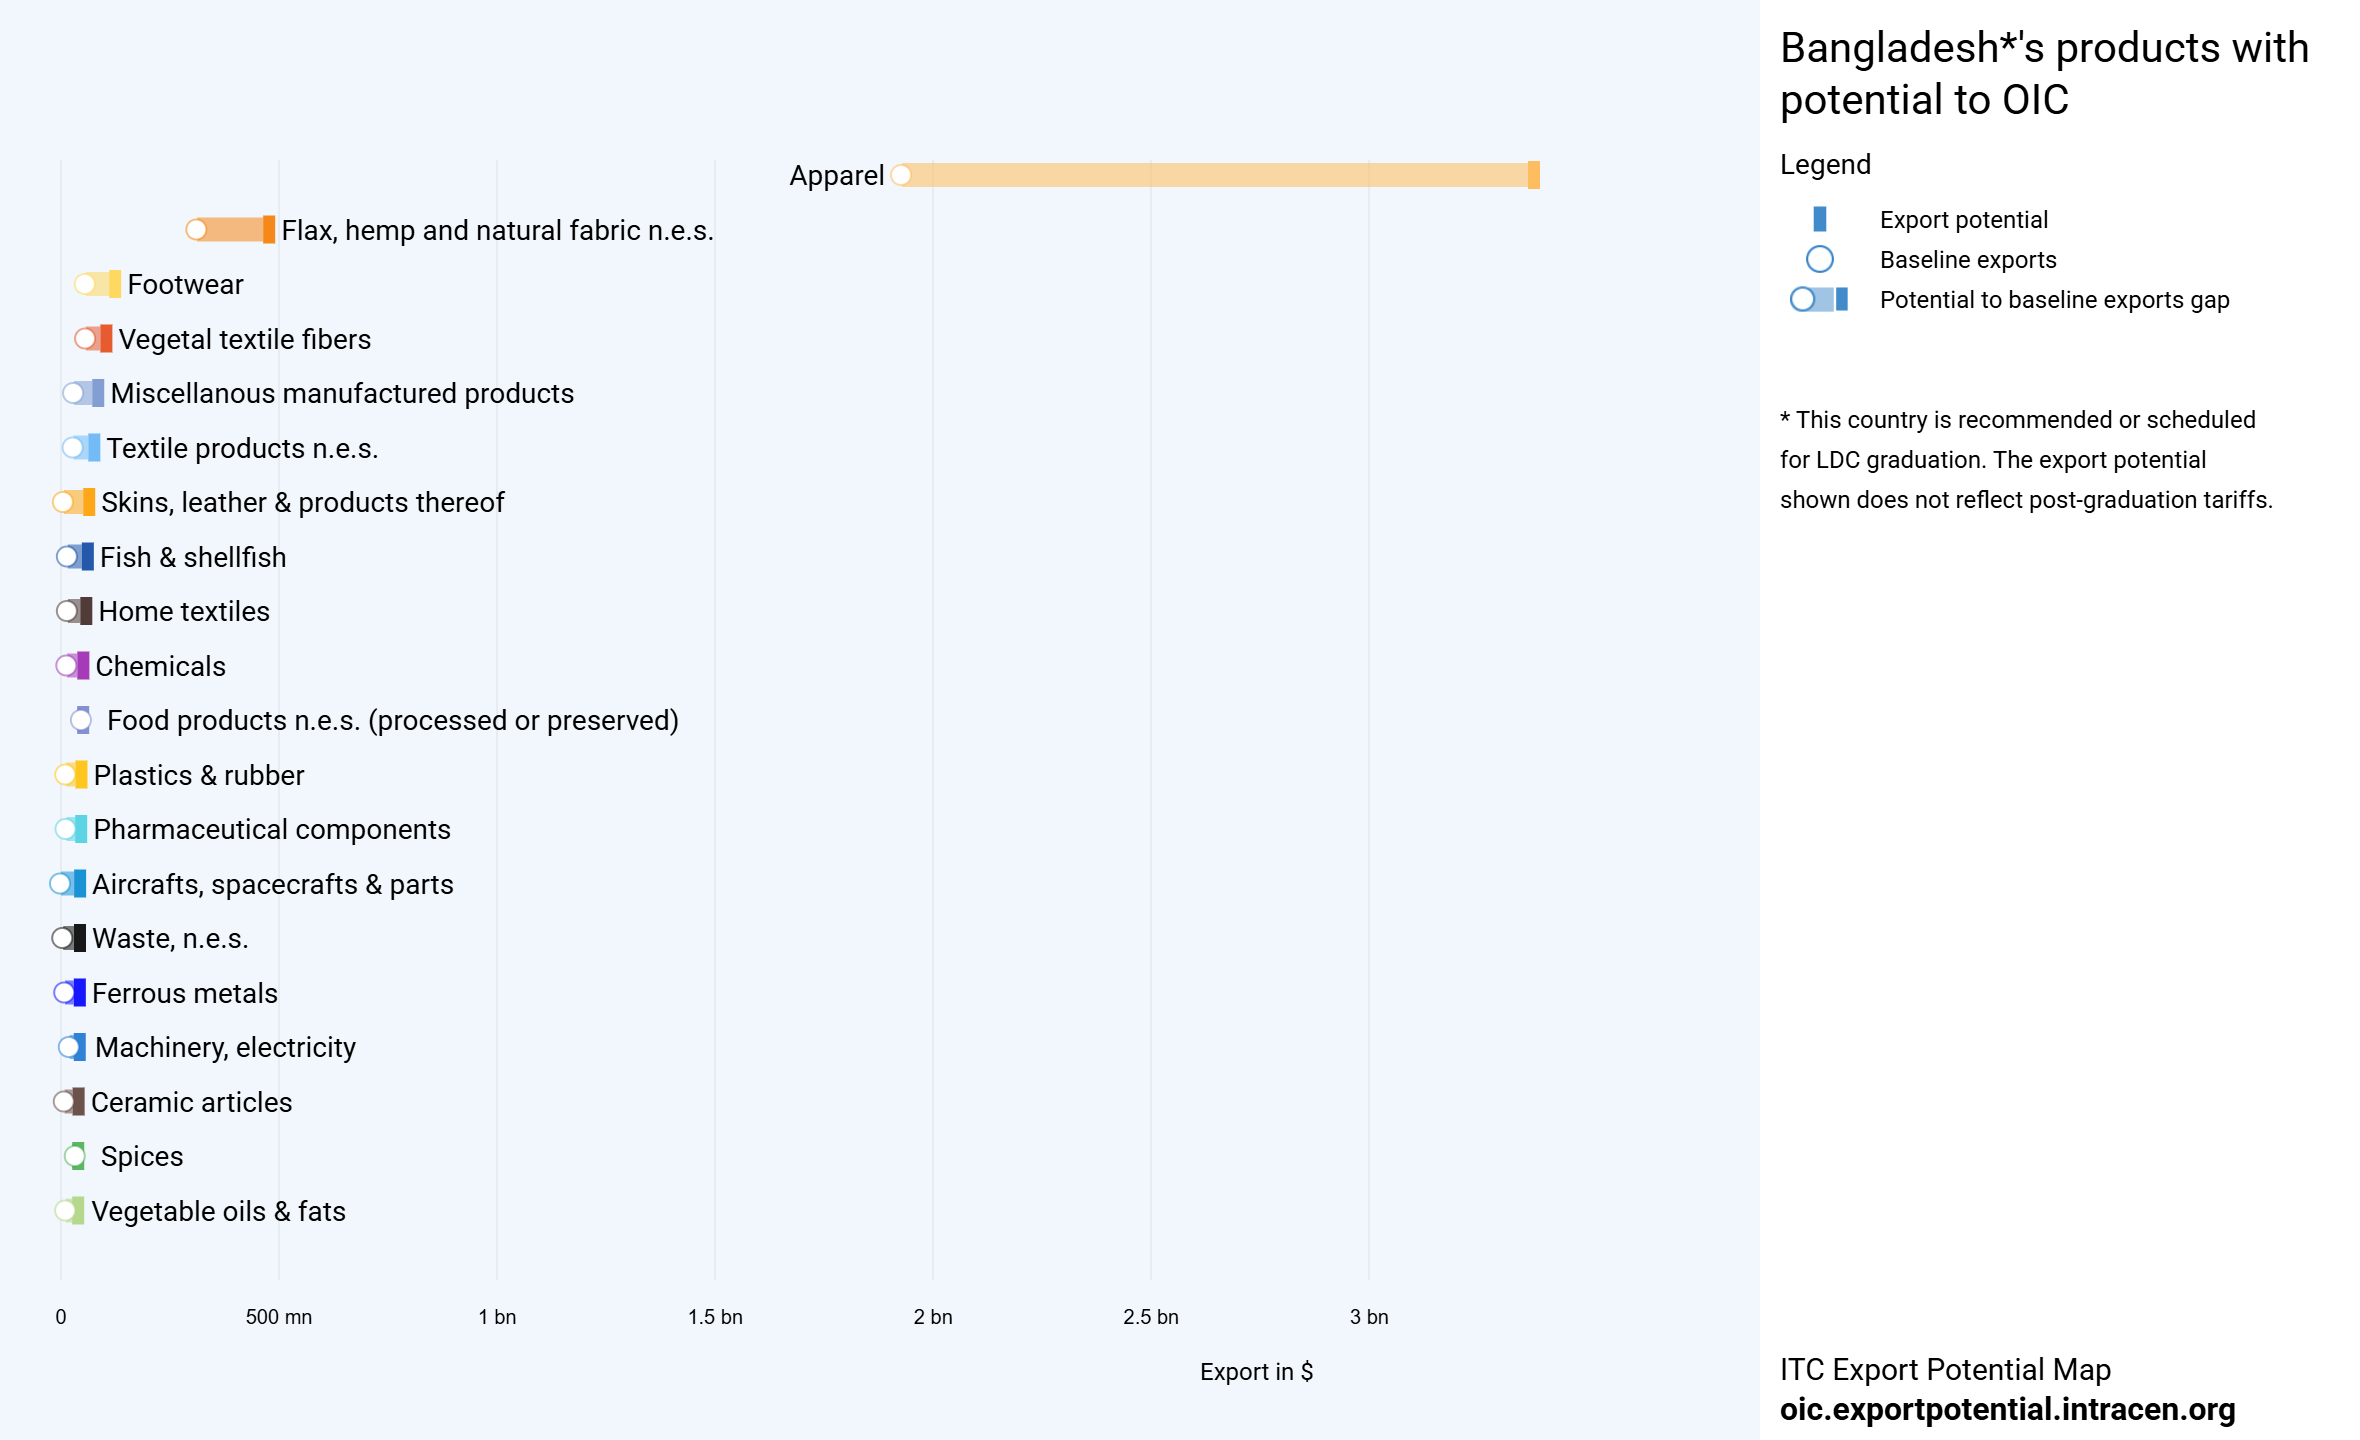 Bangladesh*'s products with
potential to OIC
Legend
Export potential
Baseline exports
Potential to baseline exports gap
* This country is recommended or scheduled
for LDC graduation. The export potential
shown does not reflect post-graduation tariffs.
Apparel
Flax, hemp and natural fabric n.e.s.
Footwear
Vegetal textile fibers
Miscellanous manufactured products
Textile products n.e.s.
Skins, leather & products thereof
Fish & shellfish
Home textiles
Chemicals
Food products n.e.s. (processed or preserved)
Plastics & rubber
Pharmaceutical components
Aircrafts, spacecrafts & parts
Waste, n.e.s.
Ferrous metals
Machinery, electricity
Ceramic articles
Spices
Vegetable oils & fats
0 500 mn 1 bn 1.5 bn 2 bn 2.5 bn 3 bn
Export in $
ITC Export Potential Map
oic.exportpotential.intracen.org